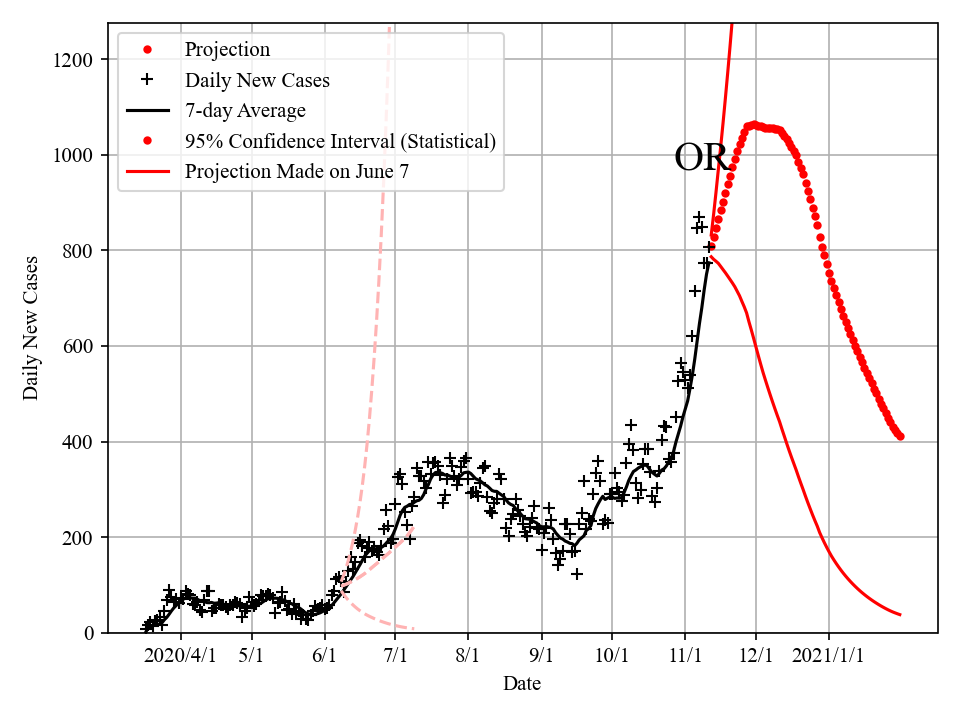 Projection
Daily New Cases
7-day Average
95% Confidence Interval (Statistical)
Projection Made on June 7
OR
1200
1000
800
600
400
200
0
Daily New Cases
2020/4/1 5/1 6/1 7/1 8/1 9/1 10/1 11/1 12/1 2021/1/1
Date